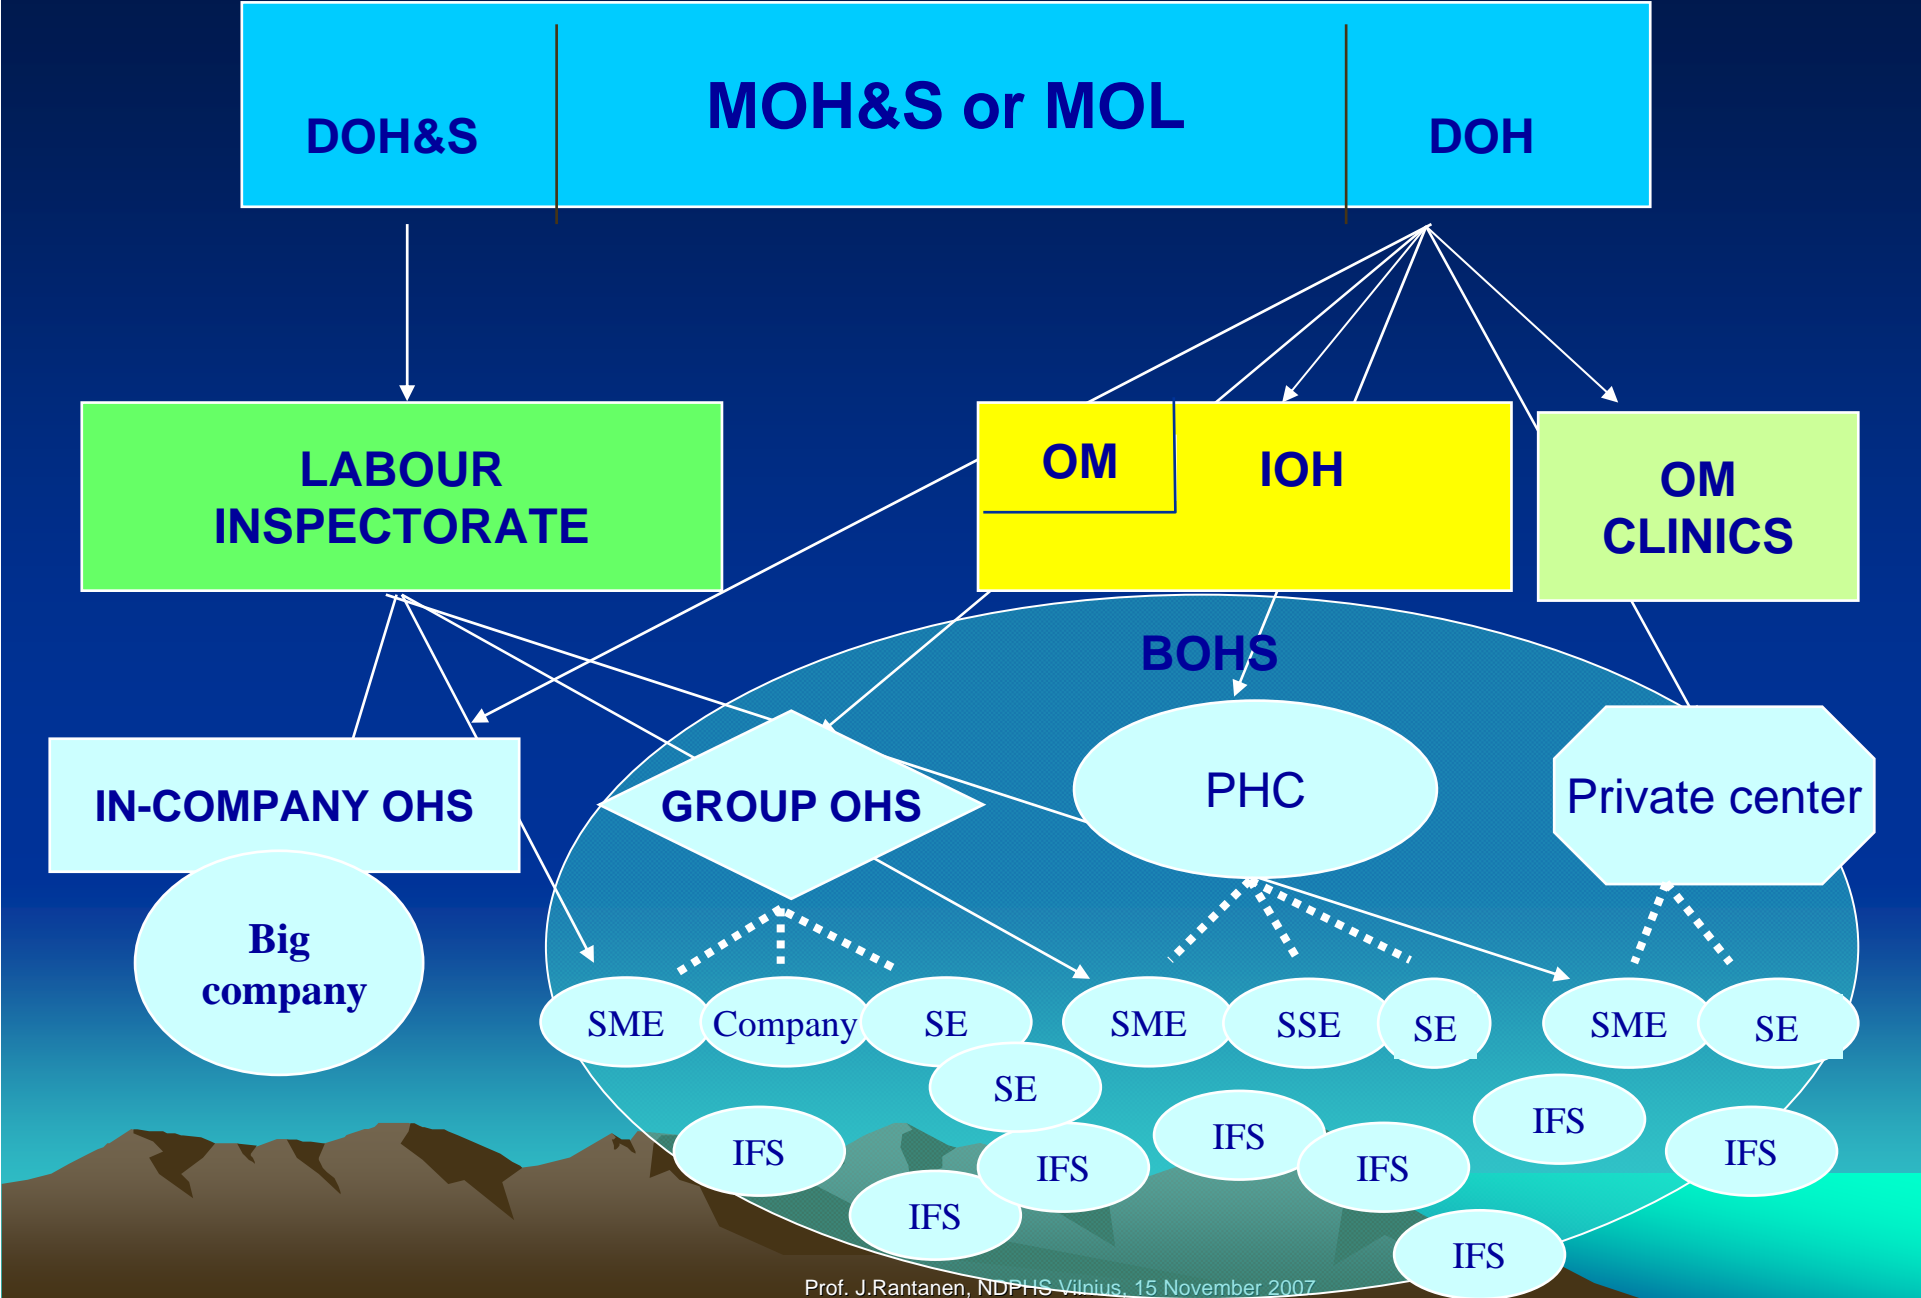 MOH&S or MOL
DOH&S
DOH
LABOUR
INSPECTORATE
OM
IOH
OM
CLINICS
BOHS
IN-COMPANY OHS
GROUP OHS
PHC
Private center
Big
company
SME
Company
SE
SME
SSE
SE
SME
SE
SE
IFS
IFS
IFS
IFS
IFS
IFS
IFS
IFS
Prof. J.Rantanen, NDPHS Vilnius, 15 November 2007